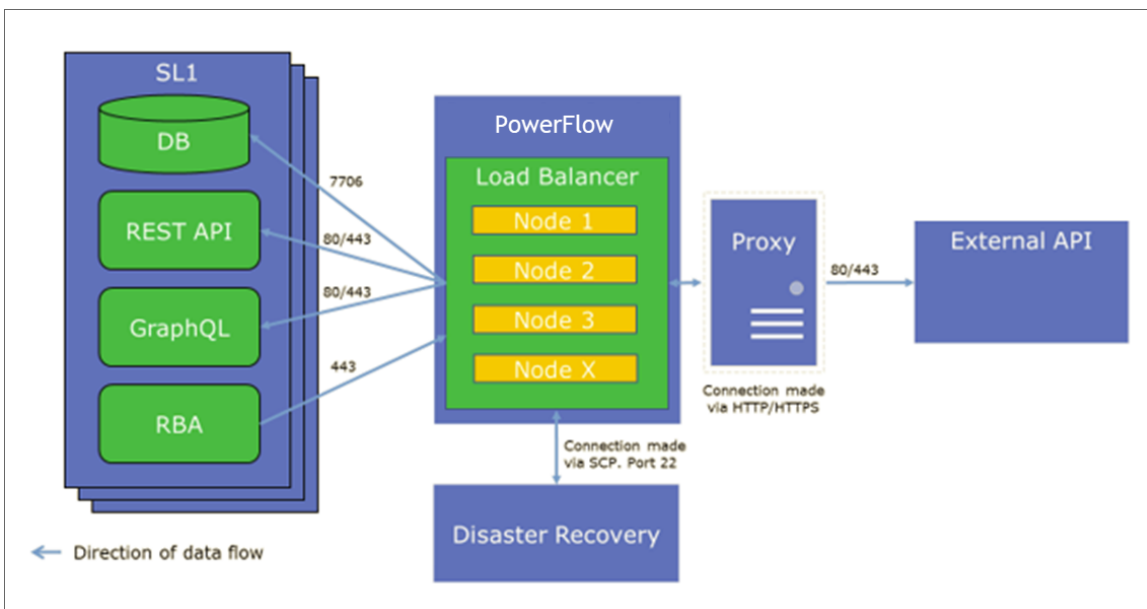 SL1
DB
REST API
GraphQL
RBA
7706
80/443
80/443
443
PowerFlow
Load Balancer
Node 1
Node 2
Node 3
Node X
Proxy
Connection made
via HTTP/HTTPS
80/443
External API
Connection made
via SCP. Port 22
Disaster Recovery
Direction of data flow